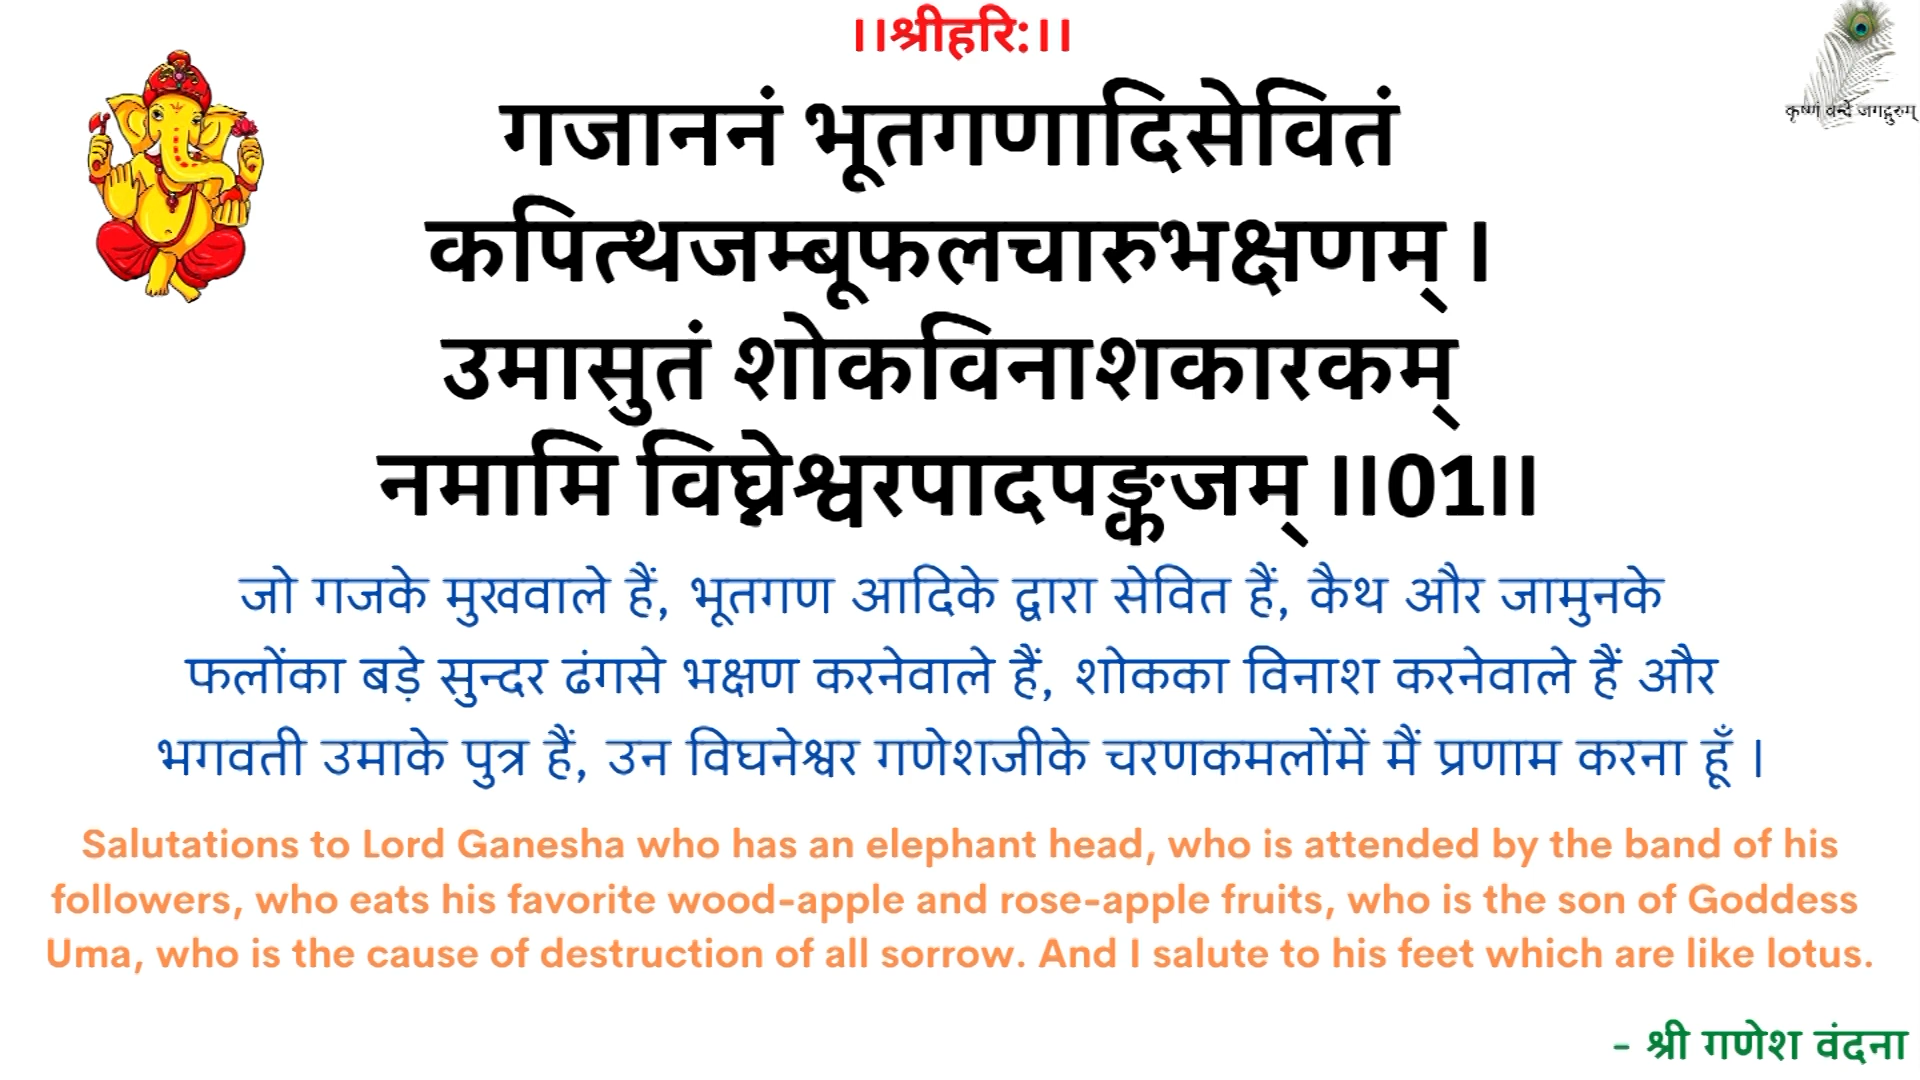 ।।श्रीहरि:।।
कृष्णं वन्दे जगद्गुरुम्
गजाननं भूतगणादिसेवितं
कपित्थजम्बूफलचारुभक्षणम् ।
उमासुतं शोकविनाशकारकम्
नमामि विघ्नेश्वरपादपङ्कजम् ।।01।।
जो गजके मुखवाले हैं, भूतगण आदिके द्वारा सेवित हैं, कैथ और जामुनके
फलोंका बड़े सुन्दर ढंगसे भक्षण करनेवाले हैं, शोकका विनाश करनेवाले हैं और
भगवती उमाके पुत्र हैं, उन विघनेश्वर गणेशजीके चरणकमलोंमें मैं प्रणाम करना हूँ ।
Salutations to Lord Ganesha who has an elephant head, who is attended by the band of his
followers, who eats his favorite wood-apple and rose-apple fruits, who is the son of Goddess
Uma, who is the cause of destruction of all sorrow. And I salute to his feet which are like lotus.
- श्री गणेश वंदना